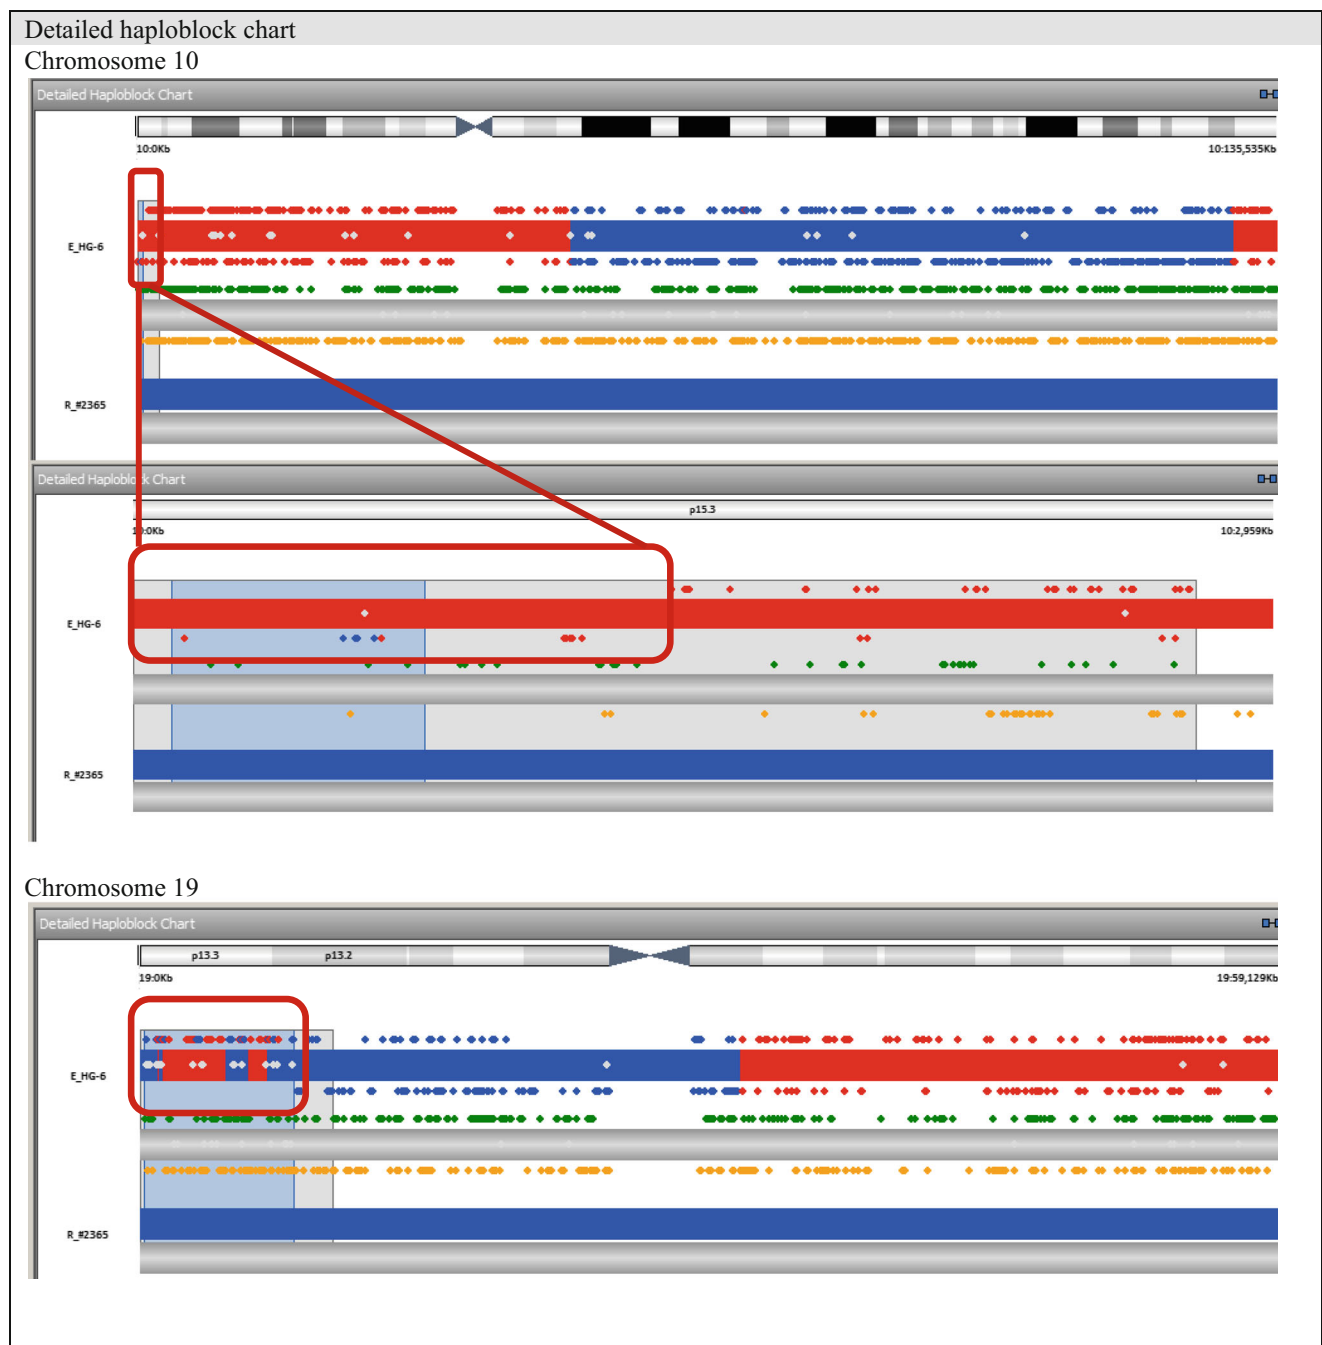 Detailed haploblock chart
Chromosome 10
Detailed Haploblock Chart
10:0Kb 10:135,535Kb
E_HG-6
R_#2365
Detailed Haploblock Chart
p15.3
10:0Kb 10:2,959Kb
E_HG-6
R_#2365
Chromosome 19
Detailed Haploblock Chart
p13.3 p13.2
19:0Kb 19:59,129Kb
E_HG-6
R_#2365